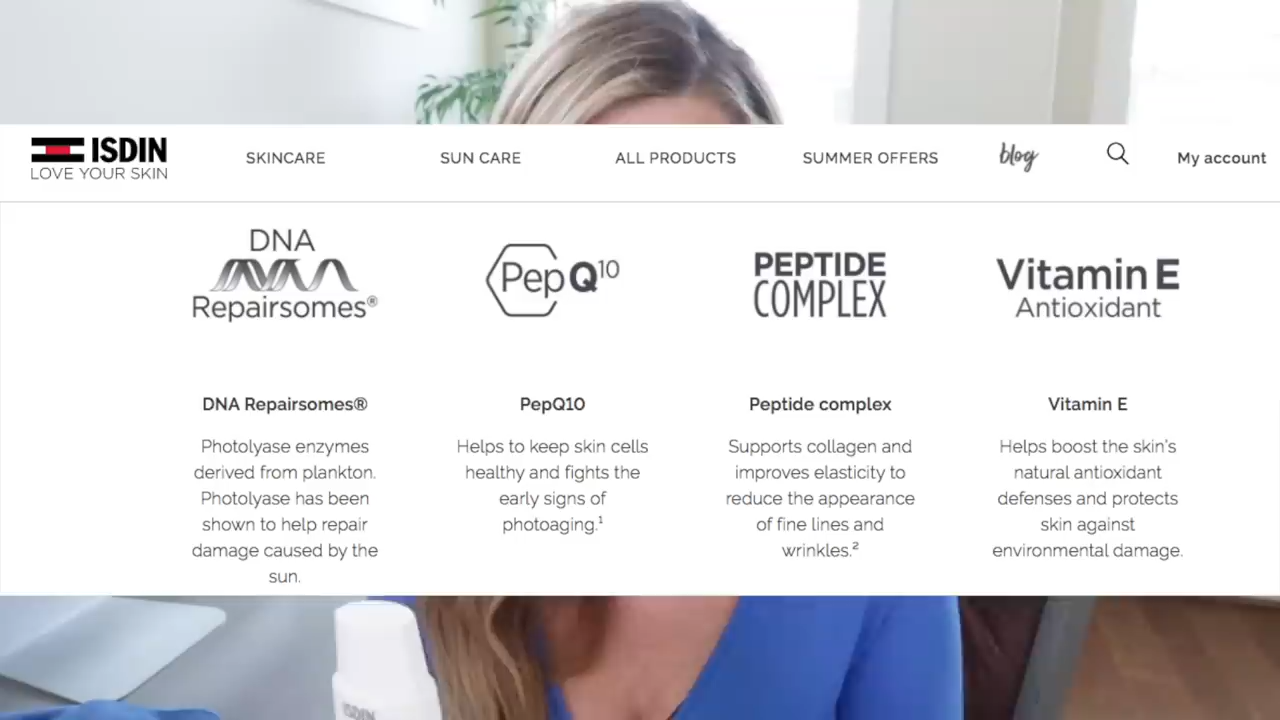 ISDIN
LOVE YOUR SKIN
SKINCARE
SUN CARE
ALL PRODUCTS
SUMMER OFFERS
blog
My account
DNA
Repairsomes®
PepQ10
PEPTIDE
COMPLEX
Vitamin E
Antioxidant
DNA Repairsomes®
Photolyase enzymes
derived from plankton.
Photolyase has been
shown to help repair
damage caused by the
sun.
PepQ10
Helps to keep skin cells
healthy and fights the
early signs of
photoaging.¹
Peptide complex
Supports collagen and
improves elasticity to
reduce the appearance
of fine lines and
wrinkles.²
Vitamin E
Helps boost the skin's
natural antioxidant
defenses and protects
skin against
environmental damage.
ISDIN